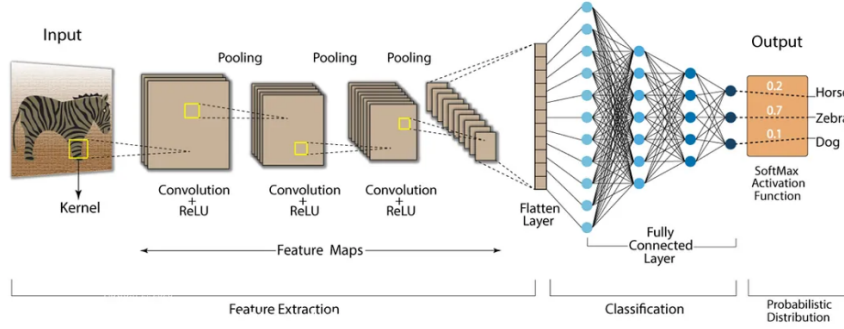 Input
Pooling
Pooling
Pooling
Output
0.2
Horse
0.7
Zebra
0.1
Dog
Kernel
Convolution
+
ReLU
Convolution
+
ReLU
Convolution
+
ReLU
Flatten
Layer
SoftMax
Activation
Function
Fully
Connected
Layer
Feature Maps
Feature Extraction
Classification
Probabilistic
Distribution